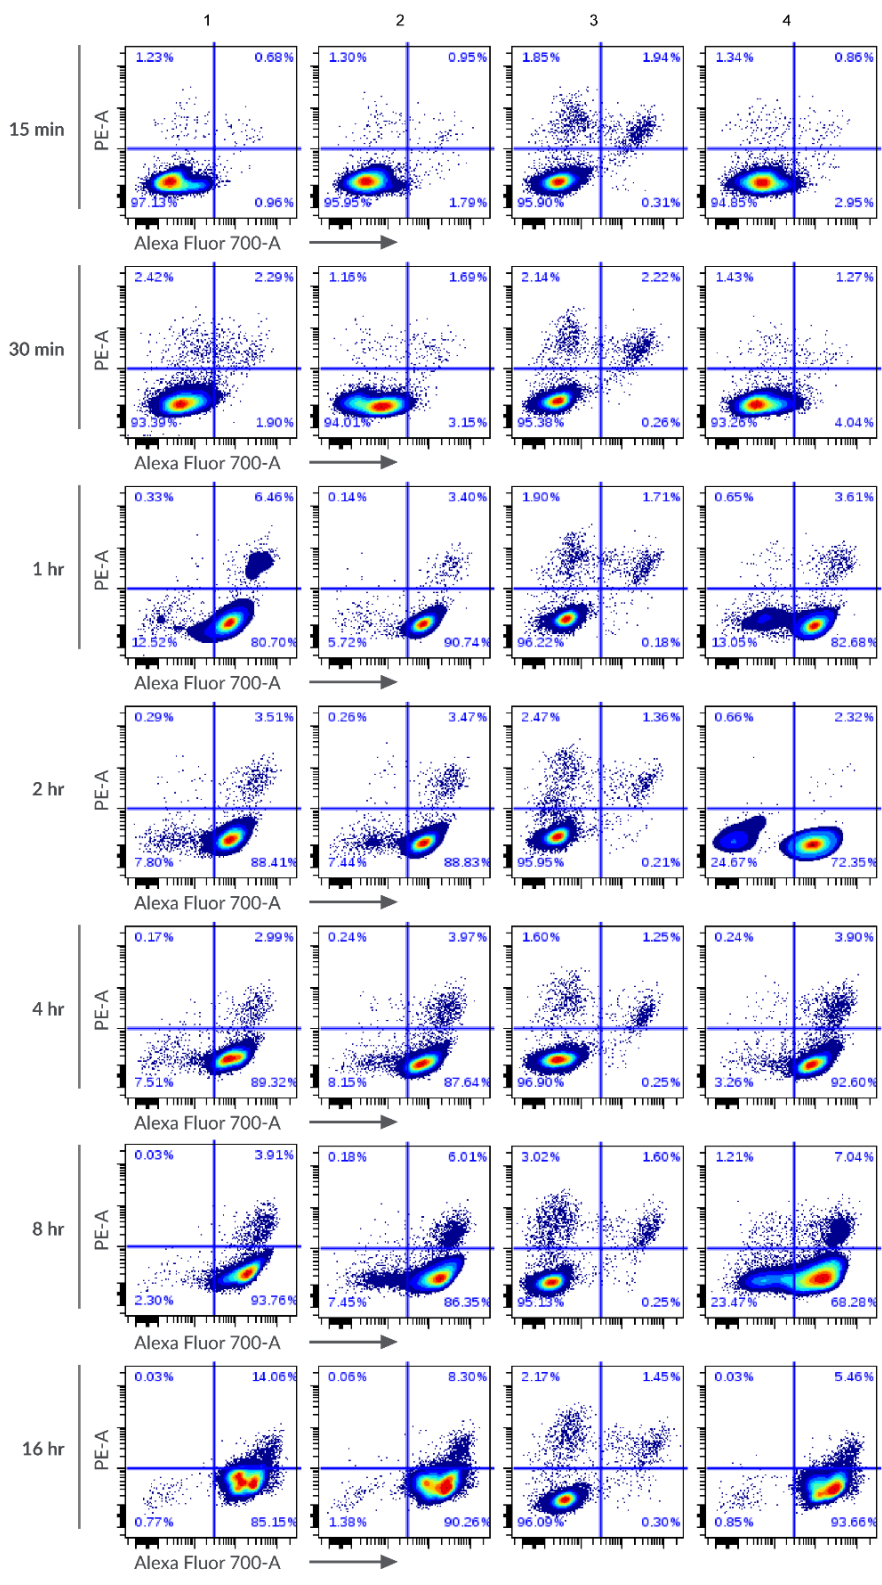 1 2 3 4
1.23% 0.68% 1.30% 0.95% 1.85% 1.94% 1.34% 0.86%
15 min
PE-A
97.13% 0.96% 95.95% 1.79% 95.90% 0.31% 94.85% 2.95%
Alexa Fluor 700-A
2.42% 2.29% 1.16% 1.69% 2.14% 2.22% 1.43% 1.27%
30 min
PE-A
93.39% 1.90% 94.01% 3.15% 95.38% 0.26% 93.26% 4.04%
Alexa Fluor 700-A
0.33% 6.46% 0.14% 3.40% 1.90% 1.71% 0.65% 3.61%
1 hr
PE-A
12.52% 80.70% 5.72% 90.74% 96.22% 0.18% 13.05% 82.68%
Alexa Fluor 700-A
0.29% 3.51% 0.26% 3.47% 2.47% 1.36% 0.66% 2.32%
2 hr
PE-A
7.80% 88.41% 7.44% 88.83% 95.95% 0.21% 24.67% 72.35%
Alexa Fluor 700-A
0.17% 2.99% 0.24% 3.97% 1.60% 1.25% 0.24% 3.90%
4 hr
PE-A
7.51% 89.32% 8.15% 87.64% 96.90% 0.25% 3.26% 92.60%
Alexa Fluor 700-A
0.03% 3.91% 0.18% 6.01% 3.02% 1.60% 1.21% 7.04%
8 hr
PE-A
2.30% 93.76% 7.45% 86.35% 95.13% 0.25% 23.47% 68.28%
Alexa Fluor 700-A
0.03% 14.06% 0.06% 8.30% 2.17% 1.45% 0.03% 5.46%
16 hr
PE-A
0.77% 85.15% 1.38% 90.26% 96.09% 0.30% 0.85% 93.66%
Alexa Fluor 700-A